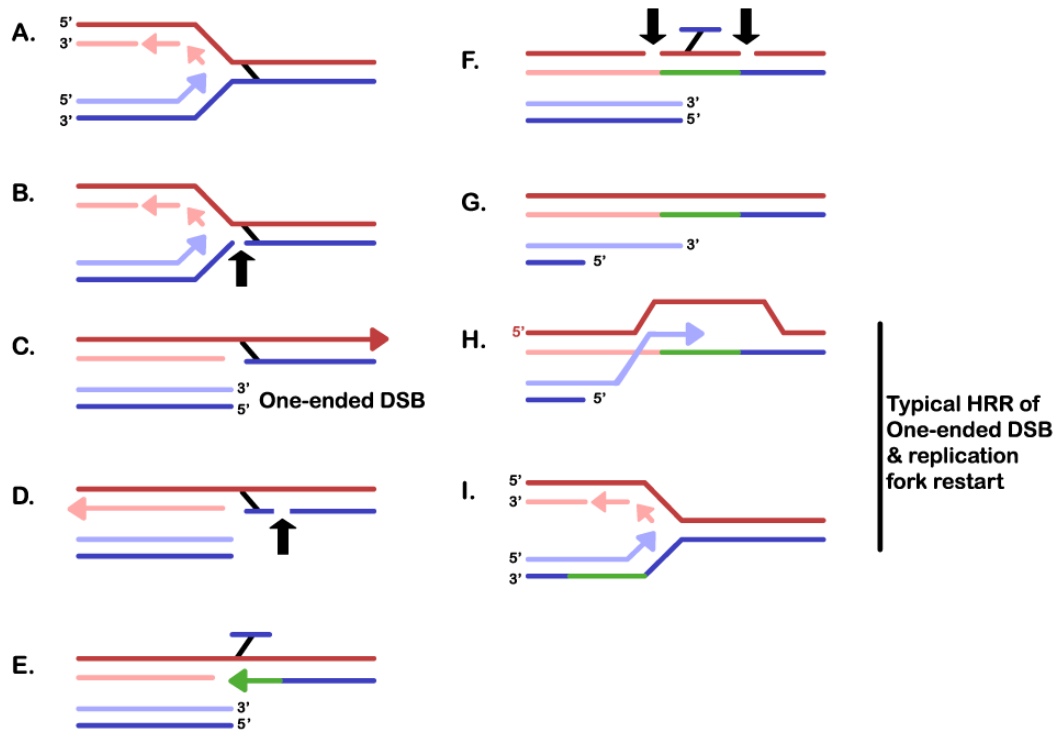 A.
5'
3'
5'
3'
B.
C.
3'
5'
One-ended DSB
D.
E.
3'
5'
F.
3'
5'
G.
3'
5'
H.
5'
5'
I.
5'
3'
5'
3'
Typical HRR of
One-ended DSB
& replication
fork restart